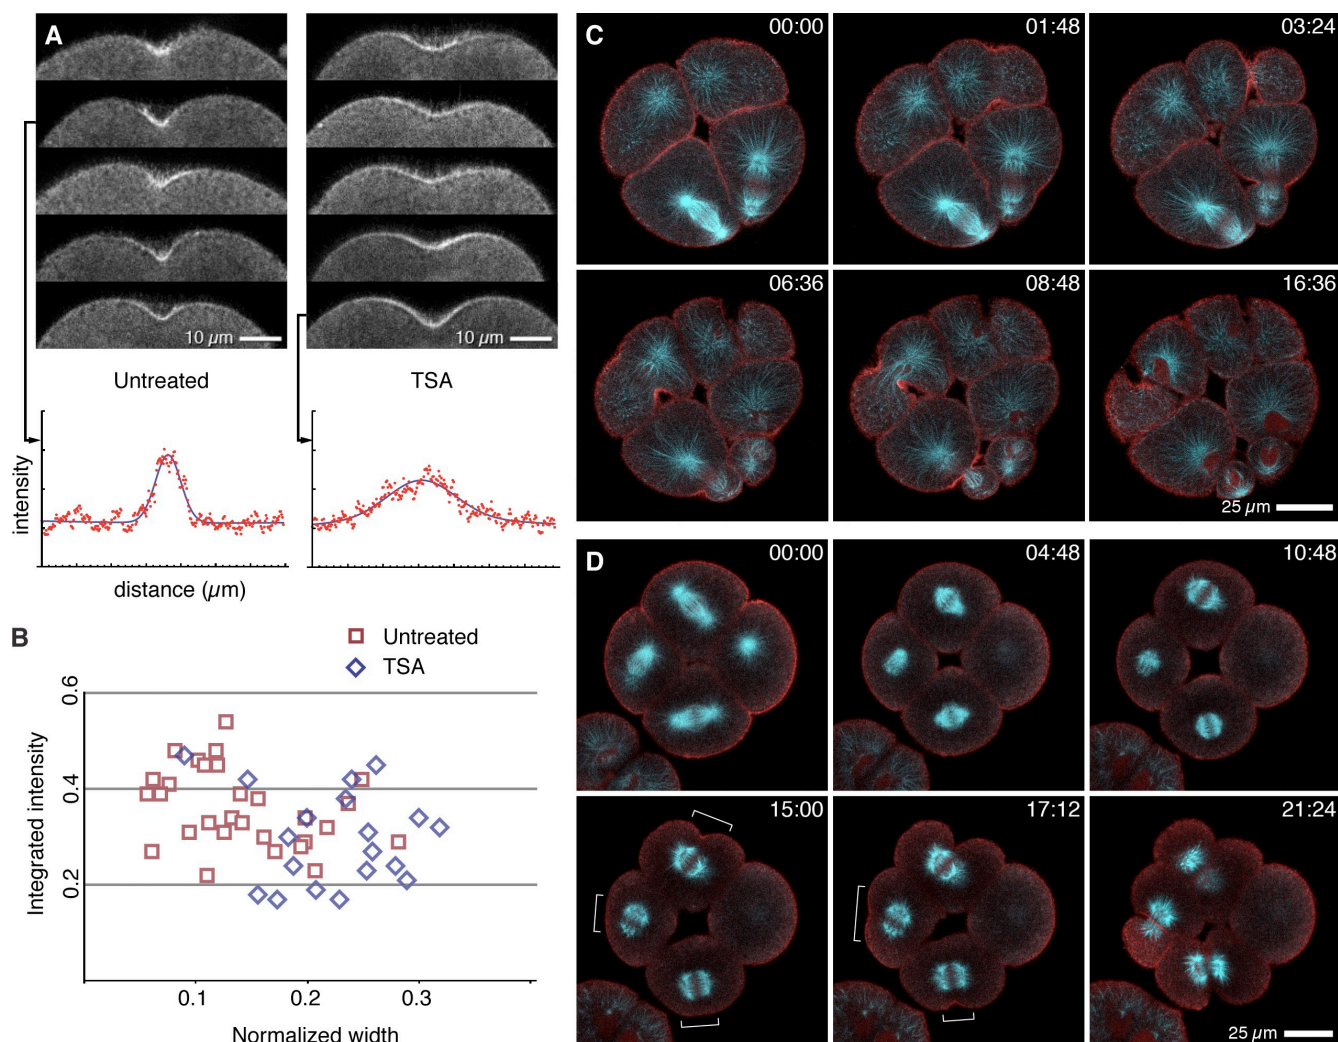 A
10 µm
10 µm
Untreated
TSA
intensity
distance (µm)
B
Untreated
TSA
Integrated intensity
0.6
0.4
0.2
0.1
0.2
0.3
Normalized width
C
00:00
01:48
03:24
06:36
08:48
16:36
25 µm
D
00:00
04:48
10:48
15:00
17:12
21:24
25 µm